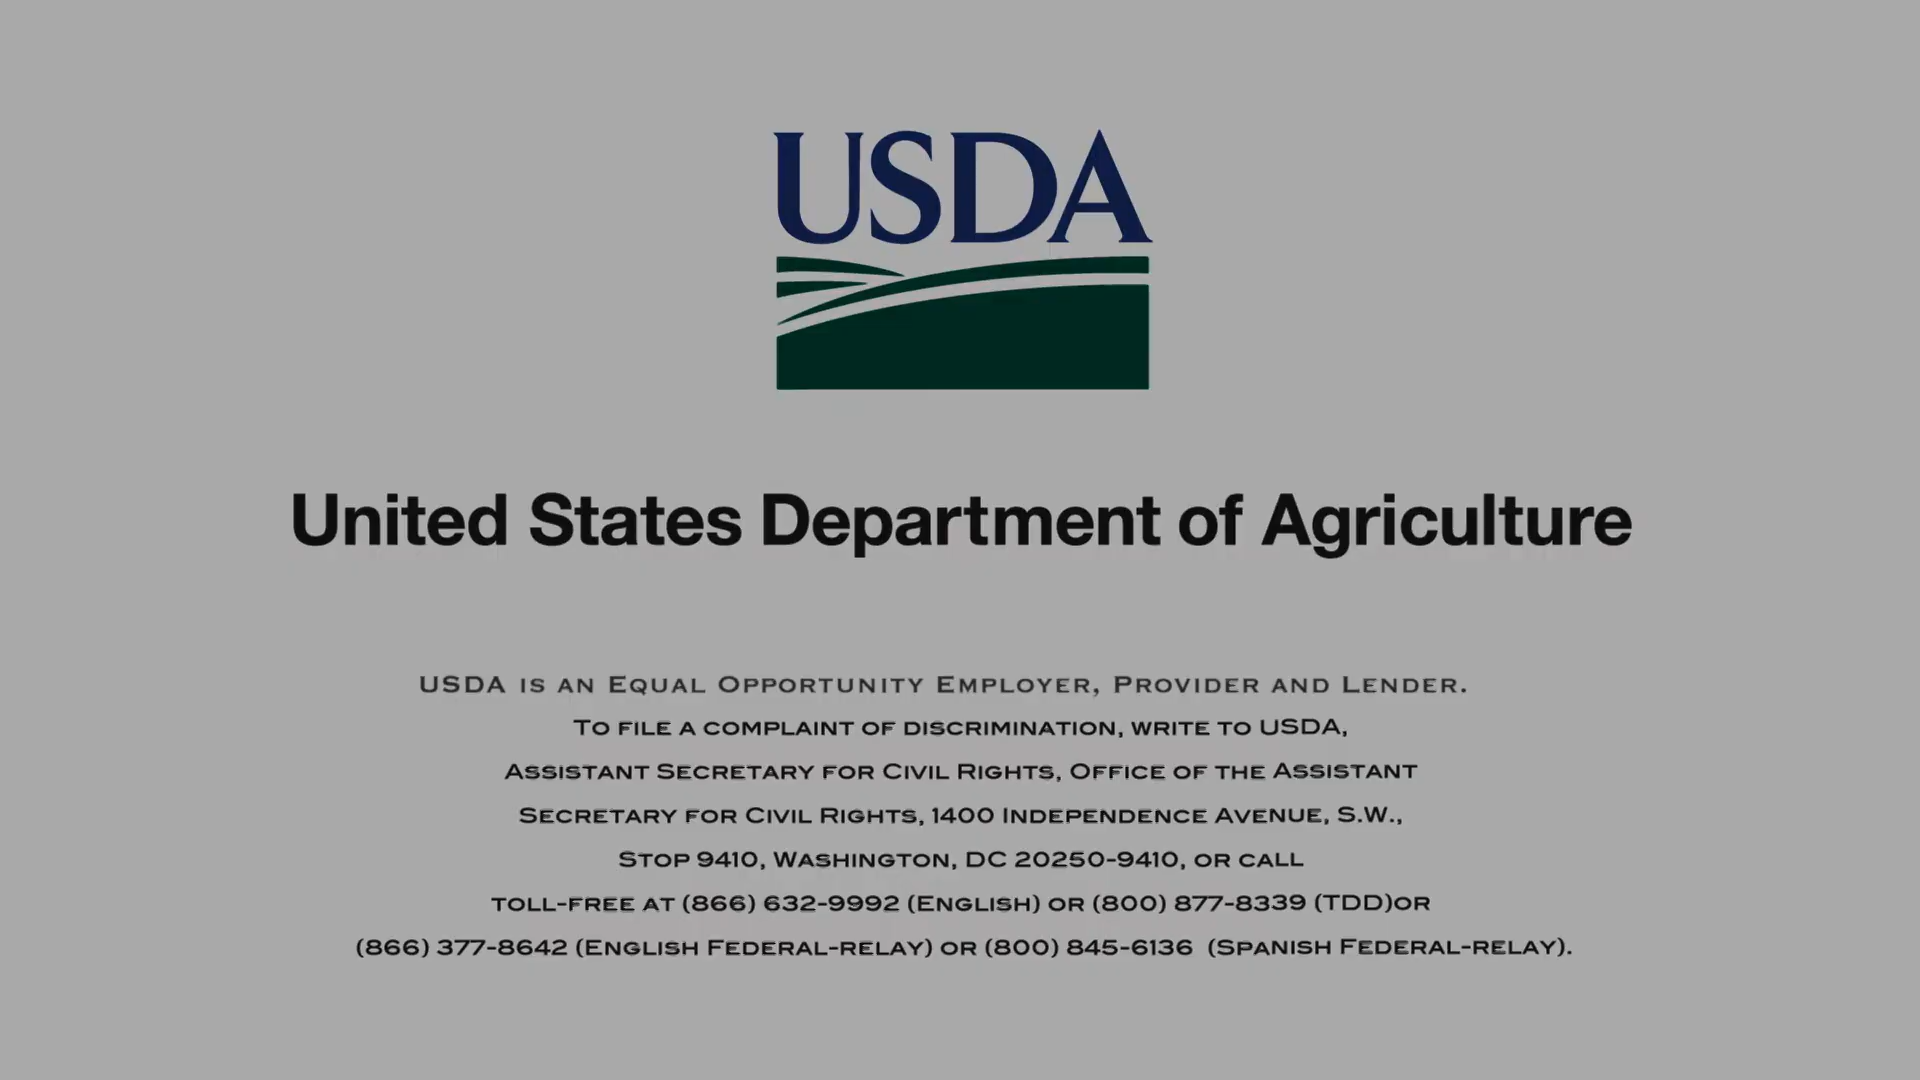 USDA
United States Department of Agriculture
USDA is an Equal Opportunity Employer, Provider and Lender.
To file a complaint of discrimination, write to USDA,
Assistant Secretary for Civil Rights, Office of the Assistant
Secretary for Civil Rights, 1400 Independence Avenue, S.W.,
Stop 9410, Washington, DC 20250-9410, or call
toll-free at (866) 632-9992 (English) or (800) 877-8339 (TDD)or
(866) 377-8642 (English Federal-relay) or (800) 845-6136 (Spanish Federal-relay).